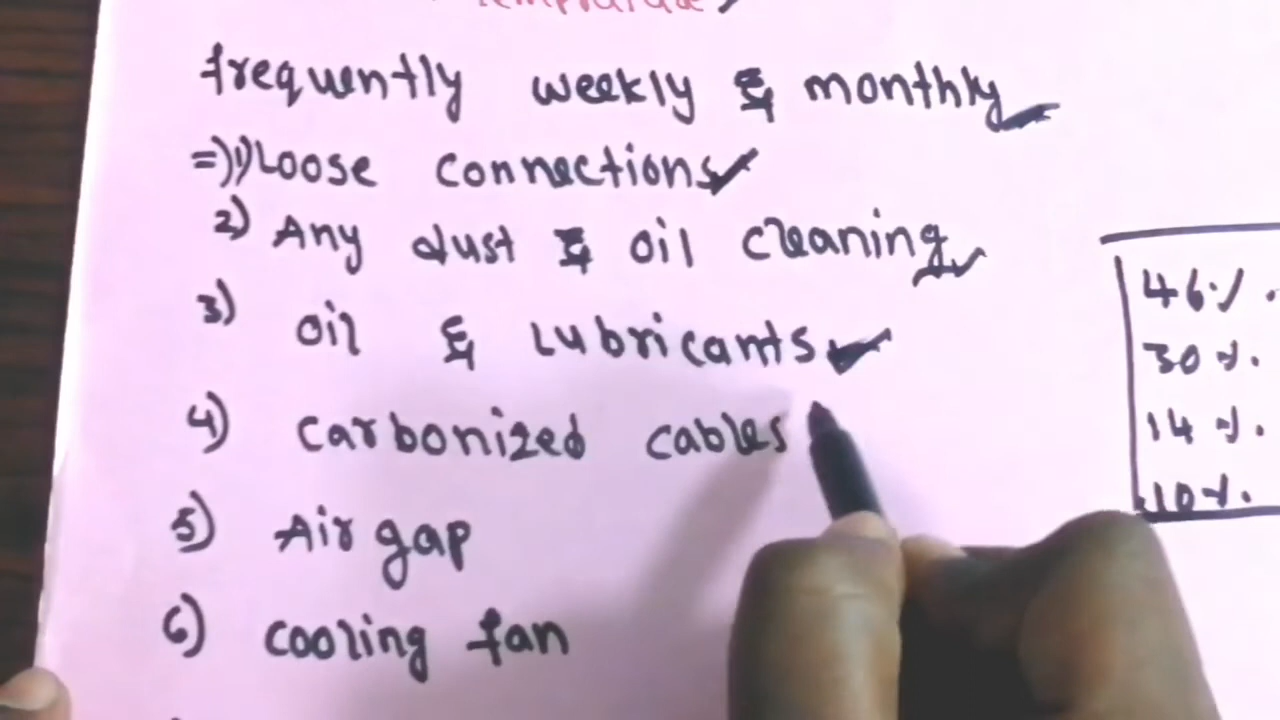 frequently weekly & monthly
=) 1) Loose connections
2) Any dust & oil cleaning
3) oil & Lubricants
4) carbonized cables
5) Air gap
6) cooling fan
46%.
30%.
14%.
10%.